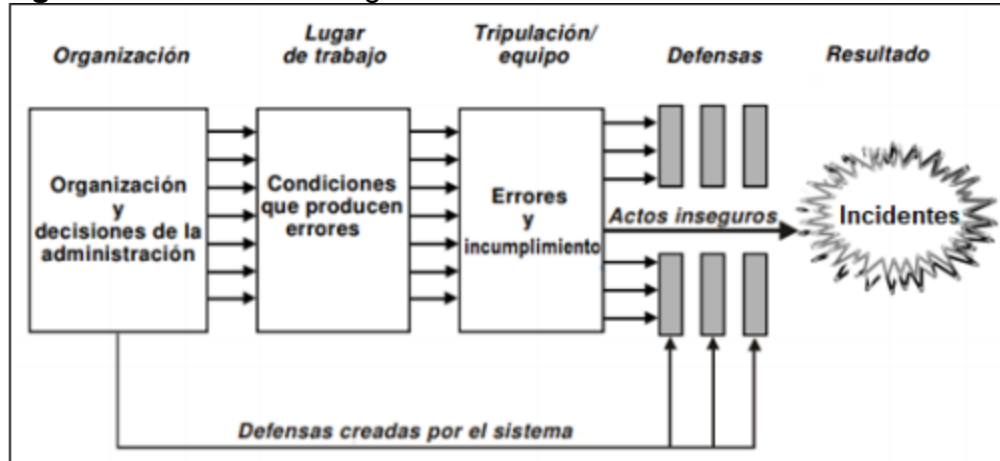 Organización
Lugar
de trabajo
Tripulación/
equipo
Defensas
Resultado
Organización
y
decisiones de la
administración
Condiciones
que producen
errores
Errores
y
incumplimiento
Actos inseguros
Incidentes
Defensas creadas por el sistema